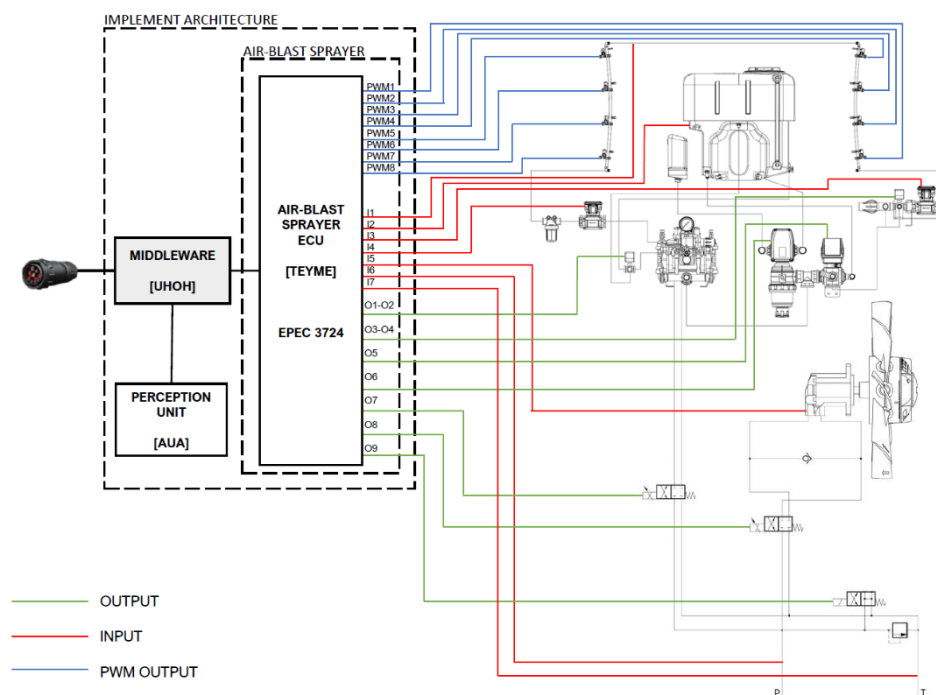 IMPLEMENT ARCHITECTURE
AIR-BLAST SPRAYER
PWM1
PWM2
PWM3
PWM4
PWM5
PWM6
PWM7
PWM8
I1
I2
I3
I4
I5
I6
I7
AIR-BLAST
SPRAYER
ECU
[TEYME]
EPEC 3724
O1-O2
O3-O4
O5
O6
O7
O8
O9
MIDDLEWARE
[UHOH]
PERCEPTION
UNIT
[AUA]
OUTPUT
INPUT
PWM OUTPUT
P
T